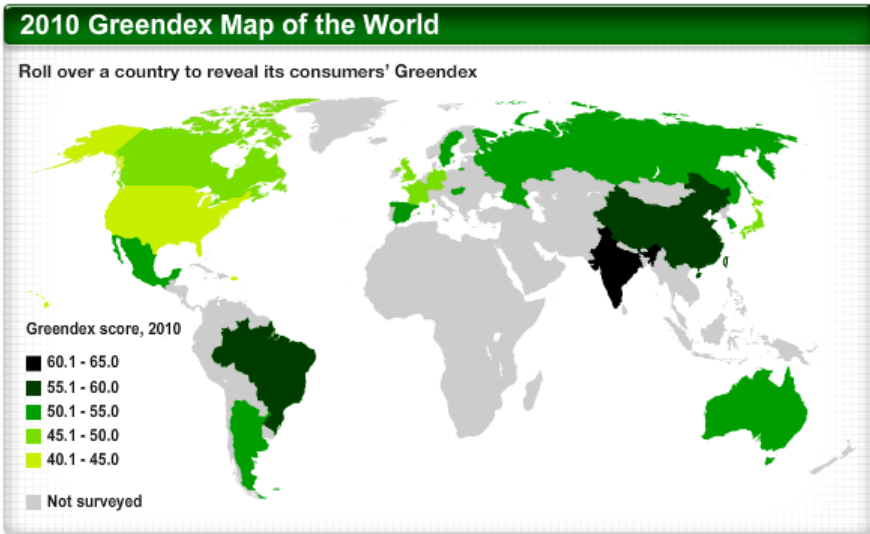 2010 Greendex Map of the World
Roll over a country to reveal its consumers’ Greendex
Greendex score, 2010
60.1 - 65.0
55.1 - 60.0
50.1 - 55.0
45.1 - 50.0
40.1 - 45.0
Not surveyed